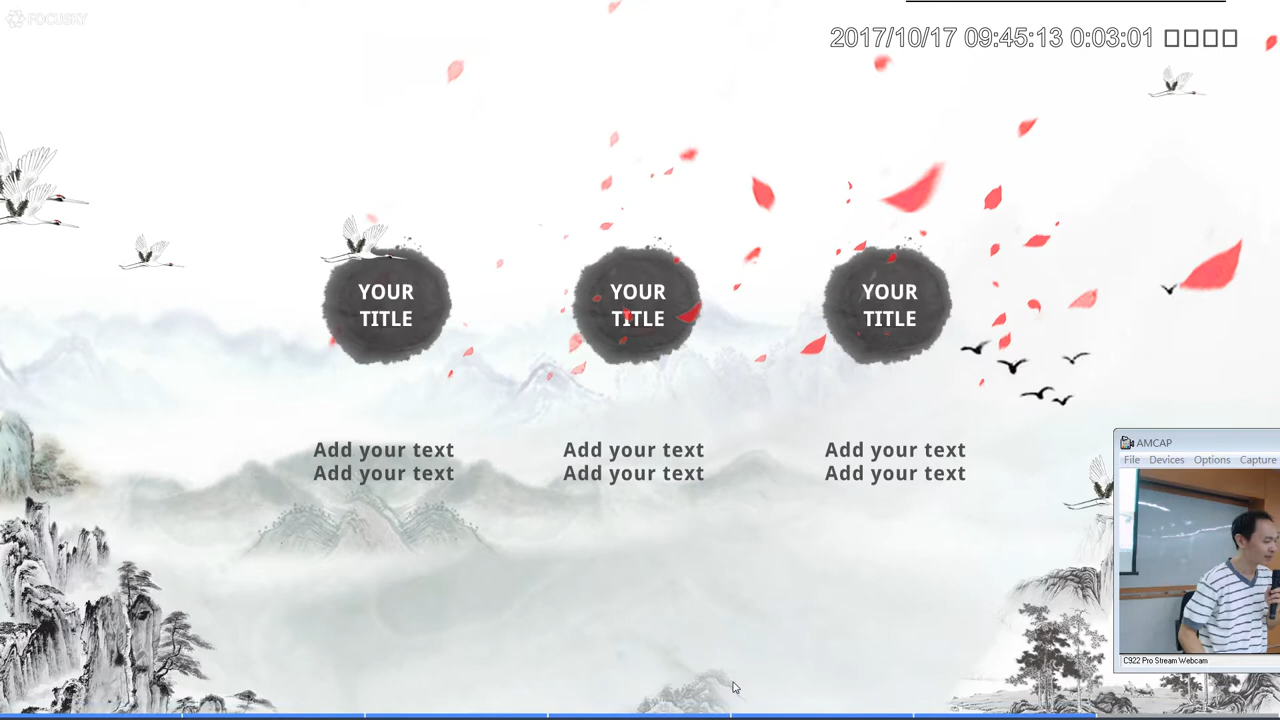 FOCUSKY
2017/10/17 09:45:13 0:03:01 □□□□
YOUR
TITLE
YOUR
TITLE
YOUR
TITLE
Add your text
Add your text
Add your text
Add your text
Add your text
Add your text
AMCAP
File Devices Options Capture
C922 Pro Stream Webcam